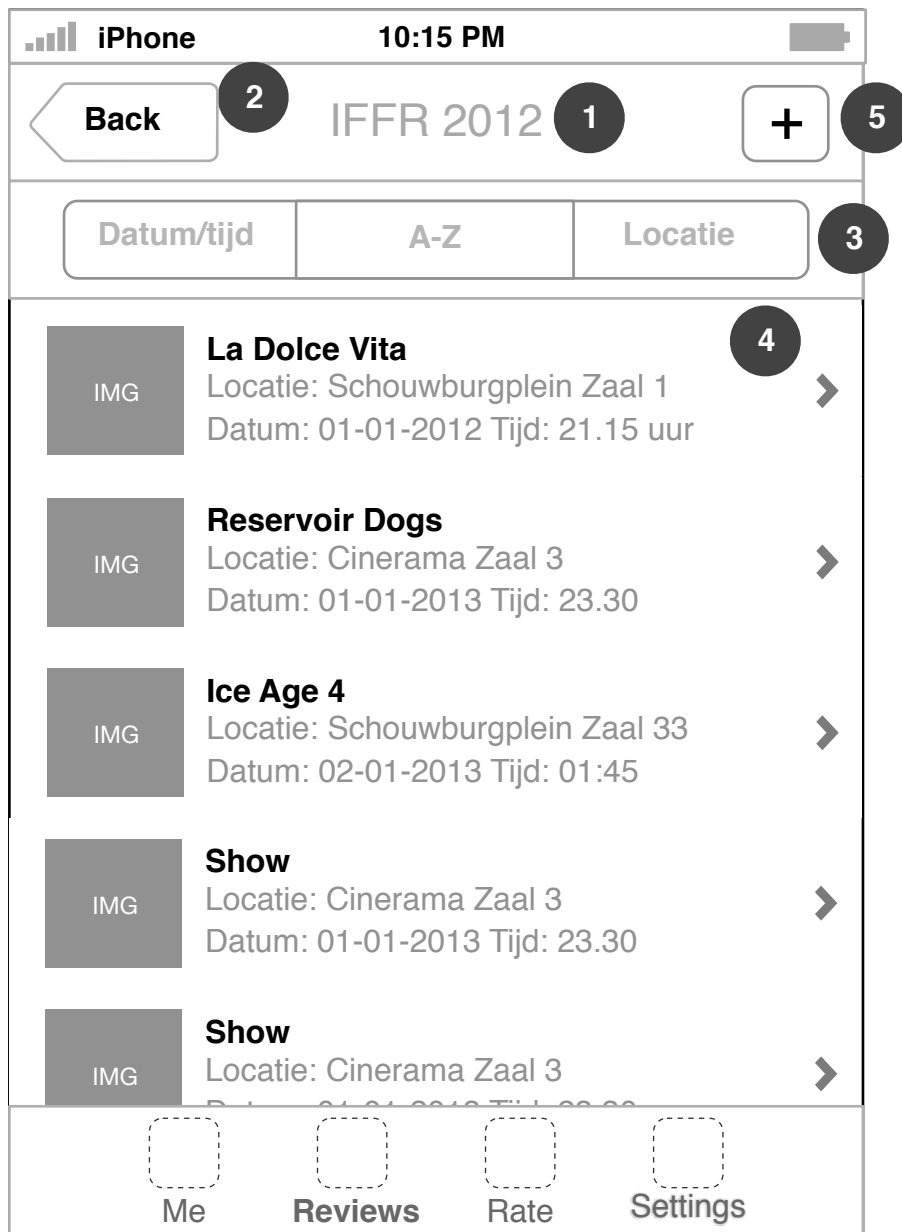 iPhone 10:15 PM
Back 2 IFFR 2012 1 + 5
Datum/tijd A-Z Locatie 3
4
IMG
La Dolce Vita
Locatie: Schouwburgplein Zaal 1
Datum: 01-01-2012 Tijd: 21.15 uur
IMG
Reservoir Dogs
Locatie: Cinerama Zaal 3
Datum: 01-01-2013 Tijd: 23.30
IMG
Ice Age 4
Locatie: Schouwburgplein Zaal 33
Datum: 02-01-2013 Tijd: 01:45
IMG
Show
Locatie: Cinerama Zaal 3
Datum: 01-01-2013 Tijd: 23.30
IMG
Show
Locatie: Cinerama Zaal 3
Me Reviews Rate Settings